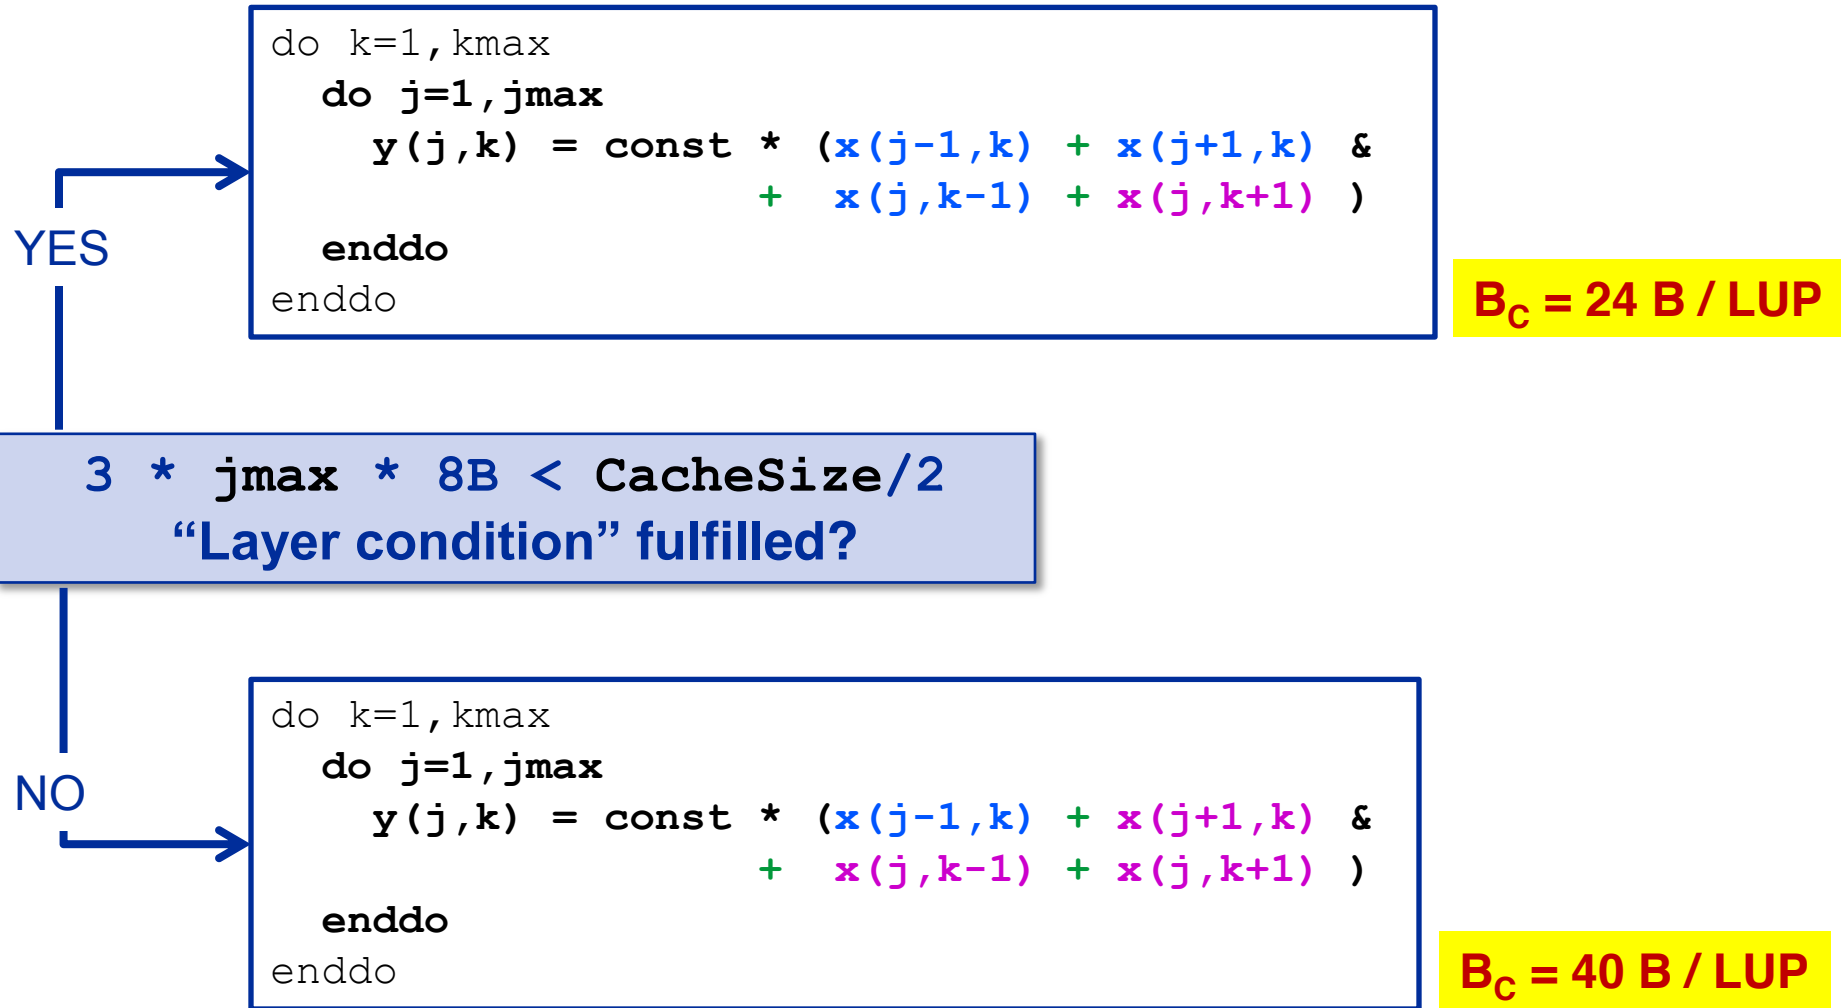 do k=1,kmax
do j=1,jmax
y(j,k) = const * (x(j-1,k) + x(j+1,k) &
+ x(j,k-1) + x(j,k+1) )
enddo
enddo
YES
B_C = 24 B / LUP
3 * jmax * 8B < CacheSize/2
“Layer condition” fulfilled?
do k=1,kmax
do j=1,jmax
y(j,k) = const * (x(j-1,k) + x(j+1,k) &
+ x(j,k-1) + x(j,k+1) )
enddo
enddo
NO
B_C = 40 B / LUP